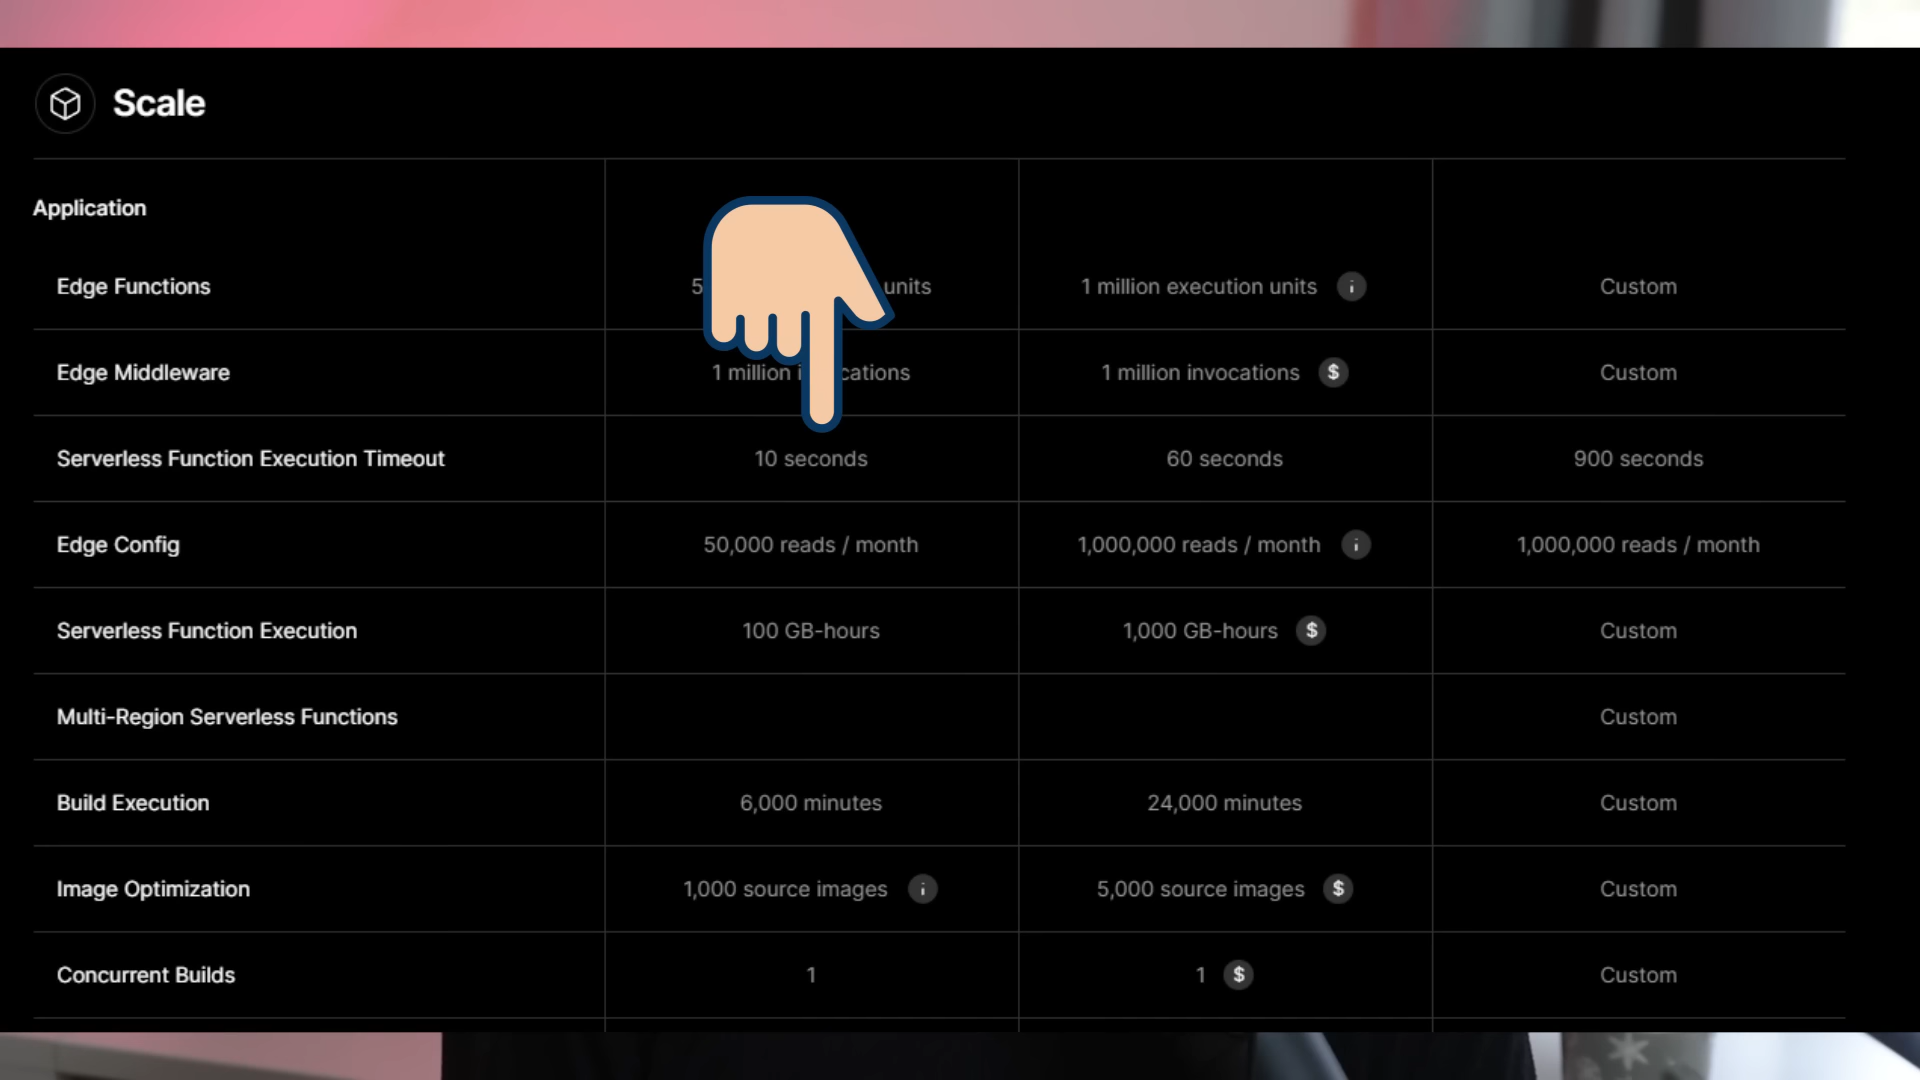 Scale
Application
Edge Functions units 1 million execution units i Custom
Edge Middleware 1 million 1 million invocations $ Custom
Serverless Function Execution Timeout 10 seconds 60 seconds 900 seconds
Edge Config 50,000 reads / month 1,000,000 reads / month i 1,000,000 reads / month
Serverless Function Execution 100 GB-hours 1,000 GB-hours $ Custom
Multi-Region Serverless Functions Custom
Build Execution 6,000 minutes 24,000 minutes Custom
Image Optimization 1,000 source images i 5,000 source images $ Custom
Concurrent Builds 1 1 $ Custom